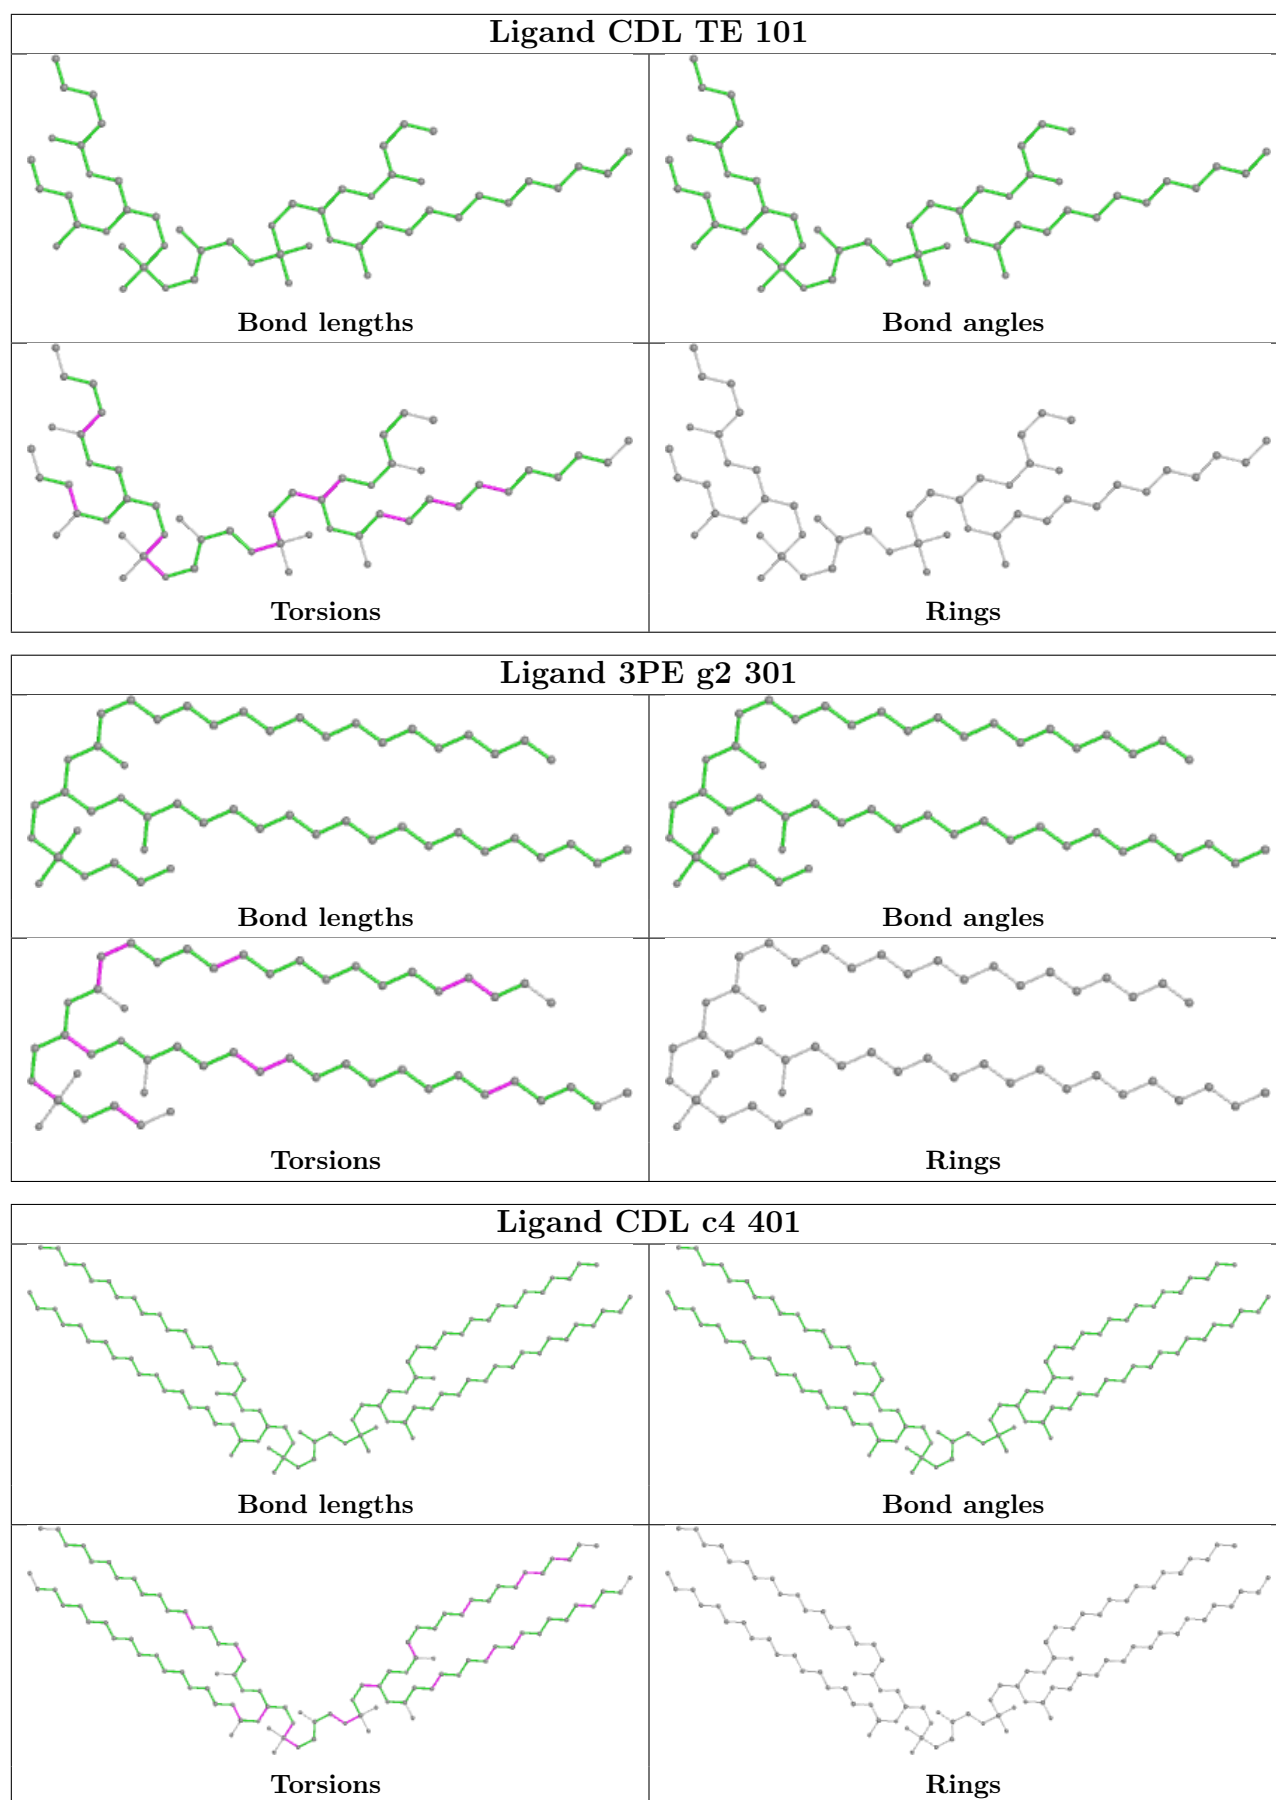 Ligand CDL TE 101
Bond lengths
Bond angles
Torsions
Rings
Ligand 3PE g2 301
Bond lengths
Bond angles
Torsions
Rings
Ligand CDL c4 401
Bond lengths
Bond angles
Torsions
Rings